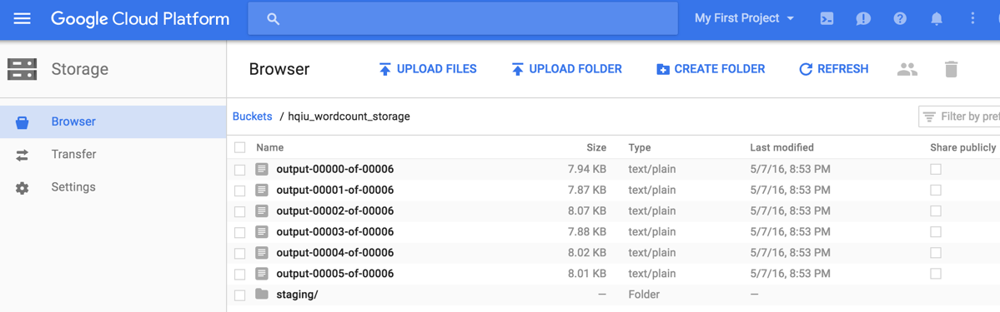 Google Cloud Platform
My First Project
Storage
Browser
UPLOAD FILES
UPLOAD FOLDER
CREATE FOLDER
REFRESH
Browser
Transfer
Settings
Buckets / hqiu_wordcount_storage
Filter by pref
Name Size Type Last modified Share publicly
output-00000-of-00006 7.94 KB text/plain 5/7/16, 8:53 PM
output-00001-of-00006 7.87 KB text/plain 5/7/16, 8:53 PM
output-00002-of-00006 8.07 KB text/plain 5/7/16, 8:53 PM
output-00003-of-00006 7.88 KB text/plain 5/7/16, 8:53 PM
output-00004-of-00006 8.02 KB text/plain 5/7/16, 8:53 PM
output-00005-of-00006 8.01 KB text/plain 5/7/16, 8:53 PM
staging/ — Folder —